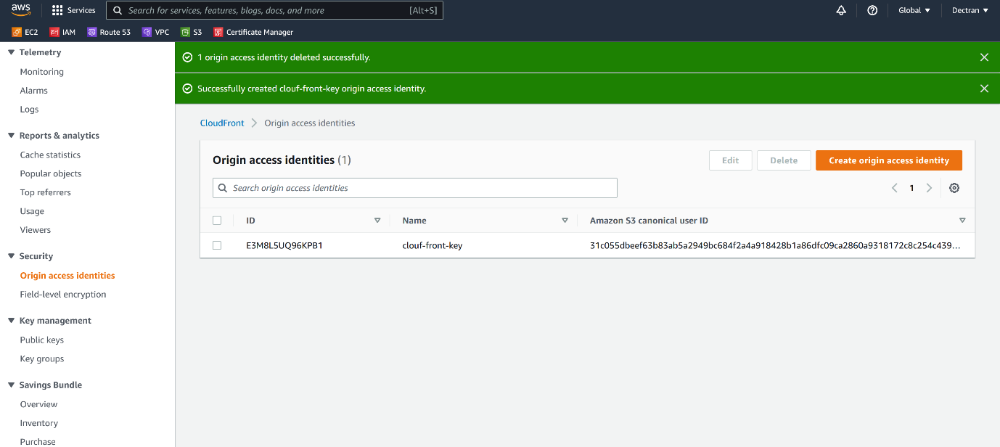 aws Services Search for services, features, blogs, docs, and more [Alt+S] Global ▼ Dectran ▼
EC2 IAM Route 53 VPC S3 Certificate Manager
Telemetry
Monitoring
Alarms
Logs
Reports & analytics
Cache statistics
Popular objects
Top referrers
Usage
Viewers
Security
Origin access identities
Field-level encryption
Key management
Public keys
Key groups
Savings Bundle
Overview
Inventory
Purchase
1 origin access identity deleted successfully.
Successfully created clouf-front-key origin access identity.
CloudFront > Origin access identities
Origin access identities (1) Edit Delete Create origin access identity
Search origin access identities < 1 >
ID Name Amazon S3 canonical user ID
E3M8L5UQ96KPB1 clouf-front-key 31c055dbeef63b83ab5a2949bc684f2a4a918428b1a86dfc09ca2860a9318172c8c254c439...